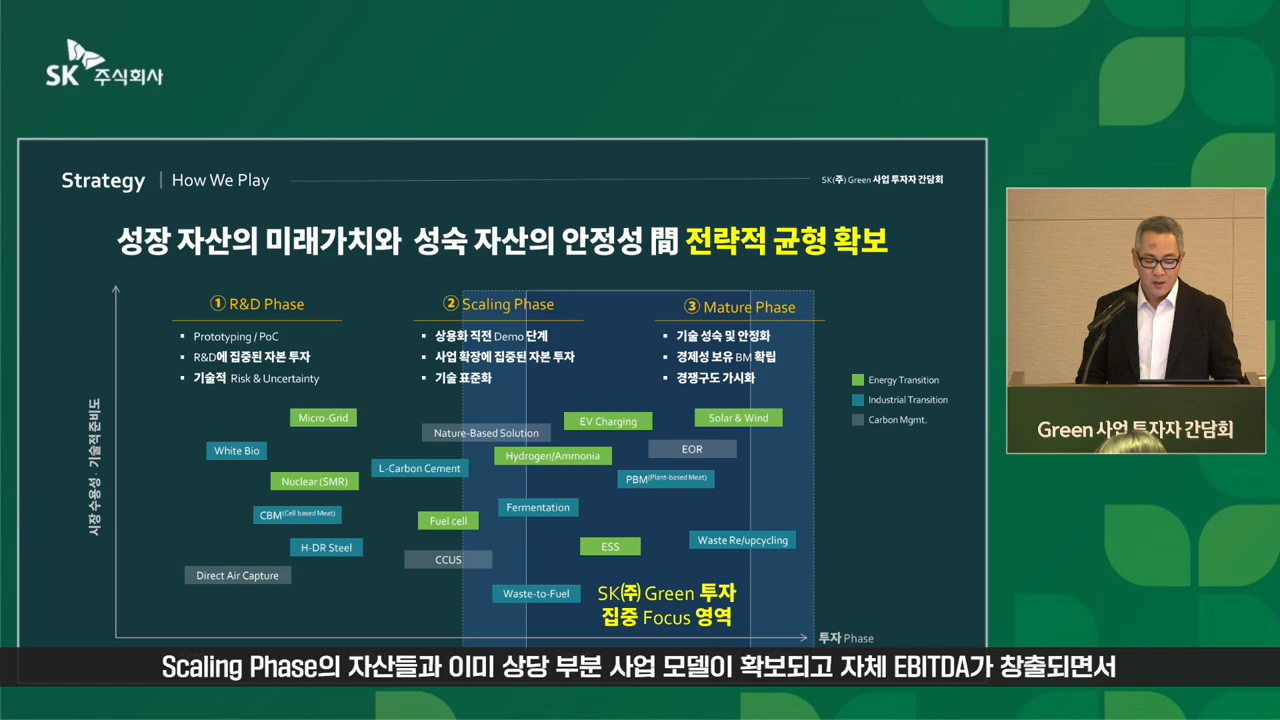 SK 주식회사
Strategy | How We Play
SK㈜ Green 사업 투자자 간담회
성장 자산의 미래가치와 성숙 자산의 안정성 間 전략적 균형 확보
① R&D Phase
▪ Prototyping / PoC
▪ R&D에 집중된 자본 투자
▪ 기술적 Risk & Uncertainty
② Scaling Phase
▪ 상용화 직전 Demo 단계
▪ 사업 확장에 집중된 자본 투자
▪ 기술 표준화
③ Mature Phase
▪ 기술 성숙 및 안정화
▪ 경제성 보유 BM 확립
▪ 경쟁구도 가시화
Energy Transition
Industrial Transition
Carbon Mgmt.
시장 수용성 · 기술적준비도
Micro-Grid
White Bio
Nuclear (SMR)
CBM(Cell based Meat)
H-DR Steel
Direct Air Capture
Nature-Based Solution
L-Carbon Cement
Fuel cell
CCUS
EV Charging
Hydrogen/Ammonia
Fermentation
ESS
Waste-to-Fuel
Solar & Wind
EOR
PBM(Plant-based Meat)
Waste Re/upcycling
SK㈜ Green 투자
집중 Focus 영역
투자 Phase
Green 사업 투자자 간담회
Scaling Phase의 자산들과 이미 상당 부분 사업 모델이 확보되고 자체 EBITDA가 창출되면서